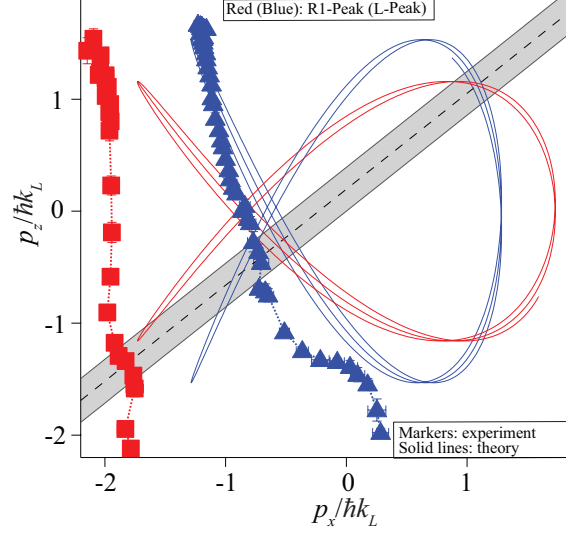 Red (Blue): R1-Peak (L-Peak)
1
0
-1
-2
p_z/ℏk_L
Markers: experiment
Solid lines: theory
-2 -1 0 1
p_x/ℏk_L